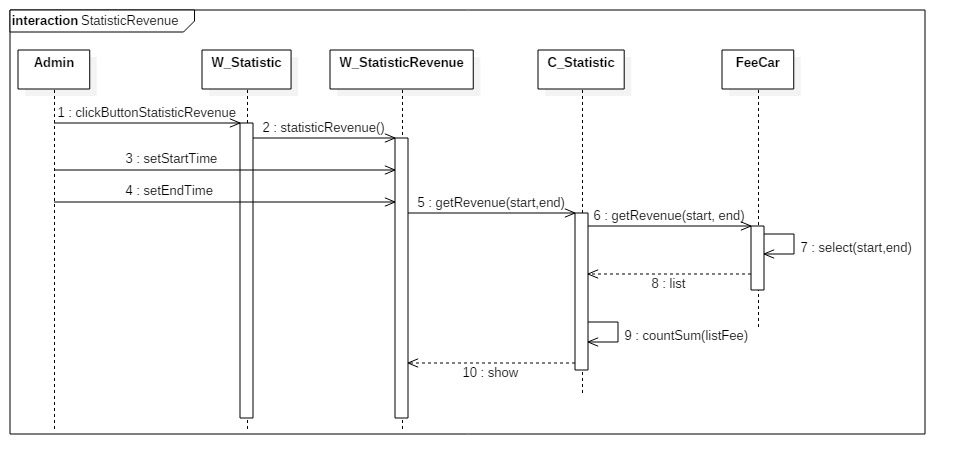 interaction StatisticRevenue
Admin
W_Statistic
W_StatisticRevenue
C_Statistic
FeeCar
1 : clickButtonStatisticRevenue
2 : statisticRevenue()
3 : setStartTime
4 : setEndTime
5 : getRevenue(start,end)
6 : getRevenue(start, end)
7 : select(start,end)
8 : list
9 : countSum(listFee)
10 : show